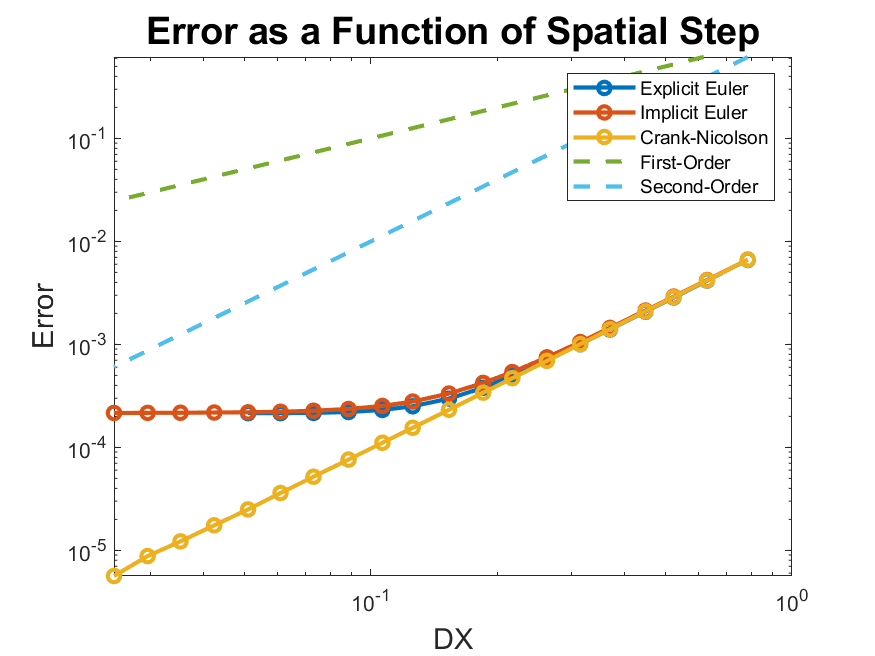 Error as a Function of Spatial Step
Explicit Euler
Implicit Euler
Crank-Nicolson
First-Order
Second-Order
Error
10^-1
10^-2
10^-3
10^-4
10^-5
10^-1
10^0
DX